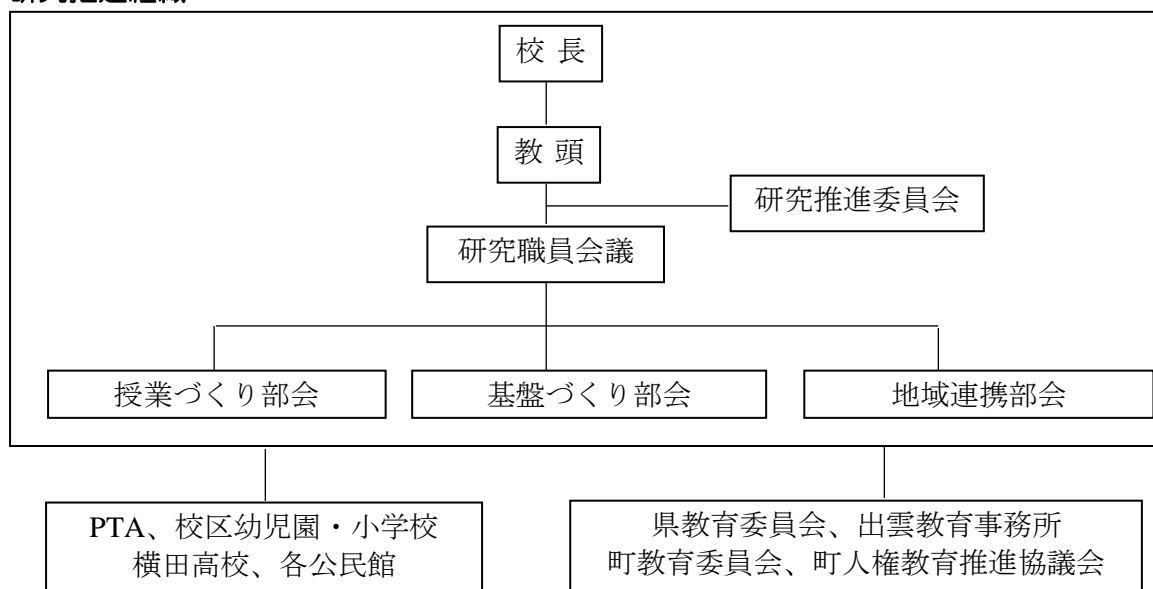 校 長
教 頭
研究推進委員会
研究職員会議
授業づくり部会
基盤づくり部会
地域連携部会
PTA、校区幼児園・小学校
横田高校、各公民館
県教育委員会、出雲教育事務所
町教育委員会、町人権教育推進協議会